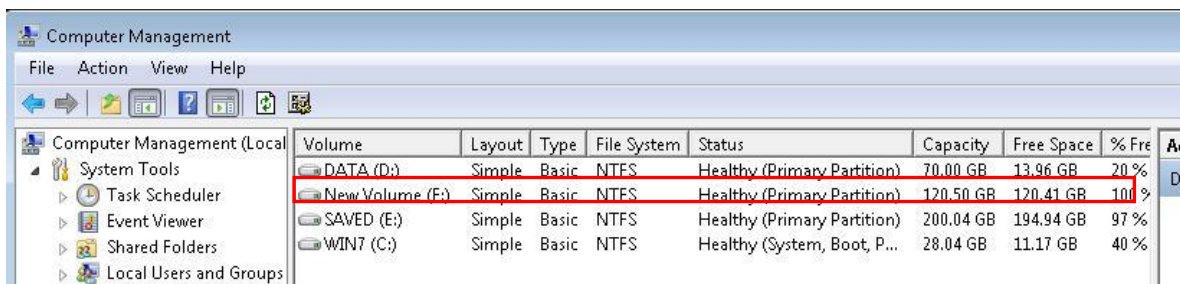 Computer Management
File Action View Help
Computer Management (Local Volume Layout Type File System Status Capacity Free Space % Fre
System Tools DATA (D:) Simple Basic NTFS Healthy (Primary Partition) 70.00 GB 13.96 GB 20 %
Task Scheduler New Volume (F:) Simple Basic NTFS Healthy (Primary Partition) 120.50 GB 120.41 GB 100 %
Event Viewer SAVED (E:) Simple Basic NTFS Healthy (Primary Partition) 200.04 GB 194.94 GB 97 %
Shared Folders WIN7 (C:) Simple Basic NTFS Healthy (System, Boot, P... 28.04 GB 11.17 GB 40 %
Local Users and Groups